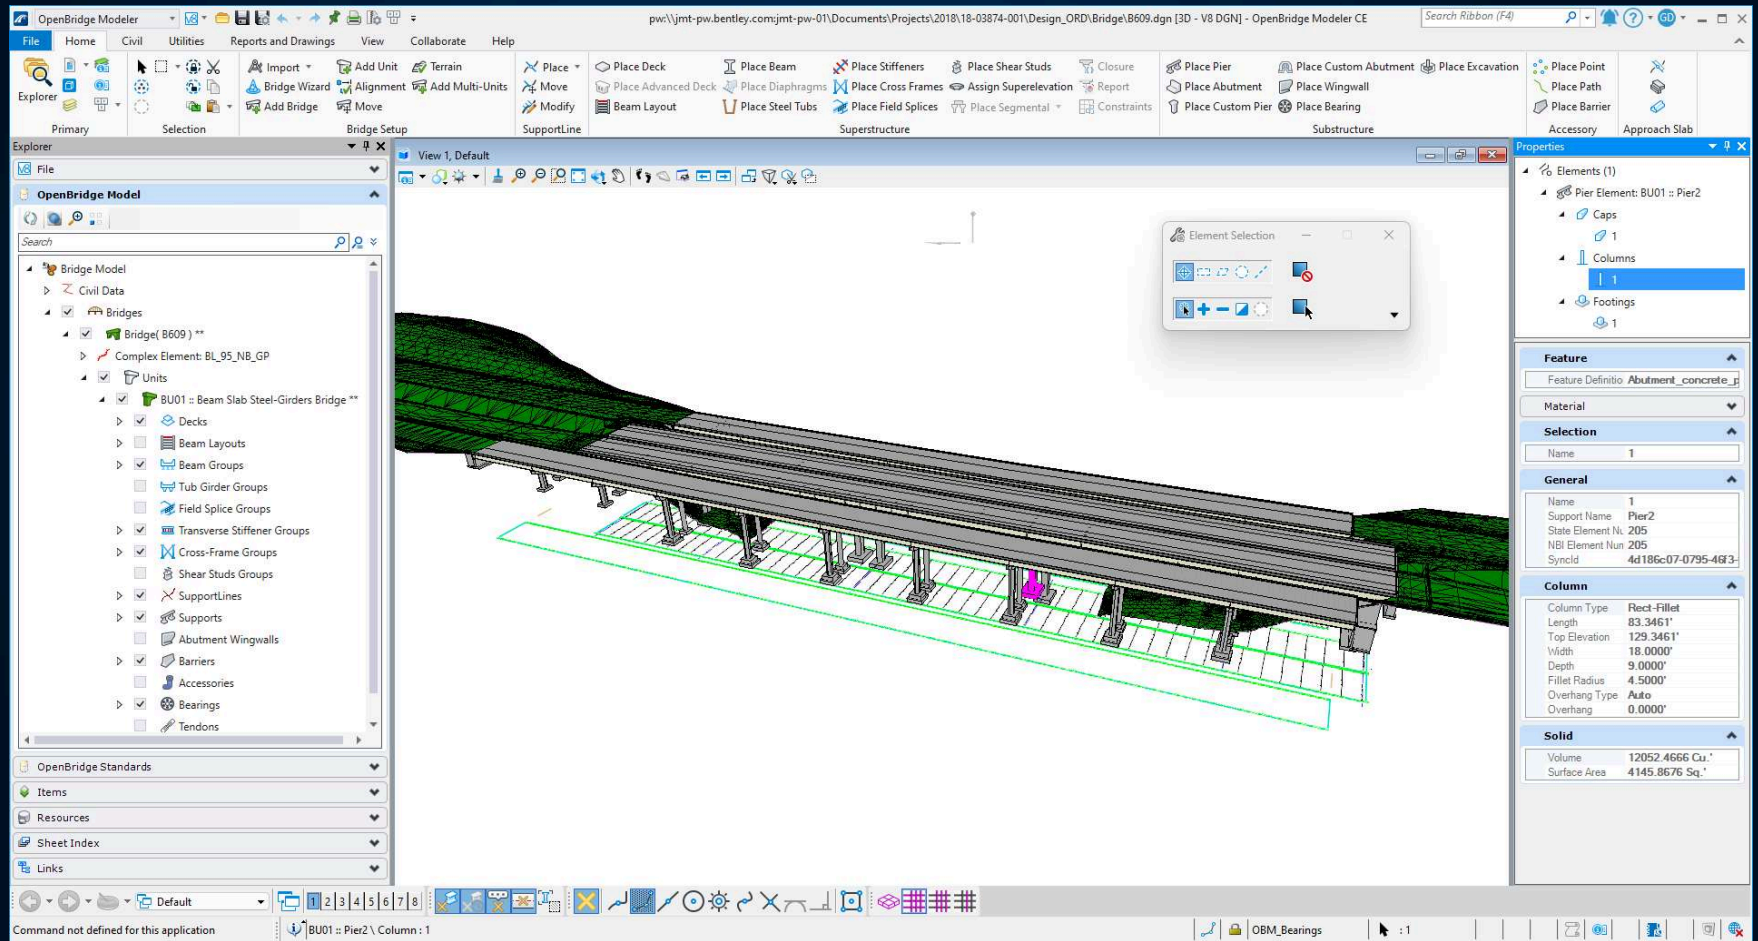 OpenBridge Modeler
pw:\\jmt-pw.bentley.com:jmt-pw-01\Documents\Projects\2018\18-03874-001\Design_ORD\Bridge\B609.dgn [3D - V8 DGN] - OpenBridge Modeler CE
Search Ribbon (F4)
GD
File Home Civil Utilities Reports and Drawings View Collaborate Help
Explorer
Primary
Selection
Import Add Unit Terrain
Bridge Wizard Alignment Add Multi-Units
Add Bridge Move
Bridge Setup
Place
Move
Modify
SupportLine
Place Deck Place Beam Place Stiffeners Place Shear Studs Closure
Place Advanced Deck Place Diaphragms Place Cross Frames Assign Superelevation Report
Beam Layout Place Steel Tubs Place Field Splices Place Segmental Constraints
Superstructure
Place Pier Place Custom Abutment Place Excavation
Place Abutment Place Wingwall
Place Custom Pier Place Bearing
Substructure
Place Point
Place Path
Place Barrier
Accessory
Approach Slab
Explorer
File
OpenBridge Model
Search
Bridge Model
Civil Data
Bridges
Bridge( B609 ) **
Complex Element: BL_95_NB_GP
Units
BU01 :: Beam Slab Steel-Girders Bridge **
Decks
Beam Layouts
Beam Groups
Tub Girder Groups
Field Splice Groups
Transverse Stiffener Groups
Cross-Frame Groups
Shear Studs Groups
SupportLines
Supports
Abutment Wingwalls
Barriers
Accessories
Bearings
Tendons
OpenBridge Standards
Items
Resources
Sheet Index
Links
View 1, Default
Element Selection
Properties
Elements (1)
Pier Element: BU01 :: Pier2
Caps
1
Columns
1
Footings
1
Feature
Feature Definitio Abutment_concrete_p
Material
Selection
Name 1
General
Name 1
Support Name Pier2
State Element Nu 205
NBI Element Nun 205
SyncId 4d186c07-0795-46f3-
Column
Column Type Rect-Fillet
Length 83.3461'
Top Elevation 129.3461'
Width 18.0000'
Depth 9.0000'
Fillet Radius 4.5000'
Overhang Type Auto
Overhang 0.0000'
Solid
Volume 12052.4666 Cu.'
Surface Area 4145.8676 Sq.'
Default
1 2 3 4 5 6 7 8
Command not defined for this application
BU01 :: Pier2 \ Column : 1
OBM_Bearings
: 1